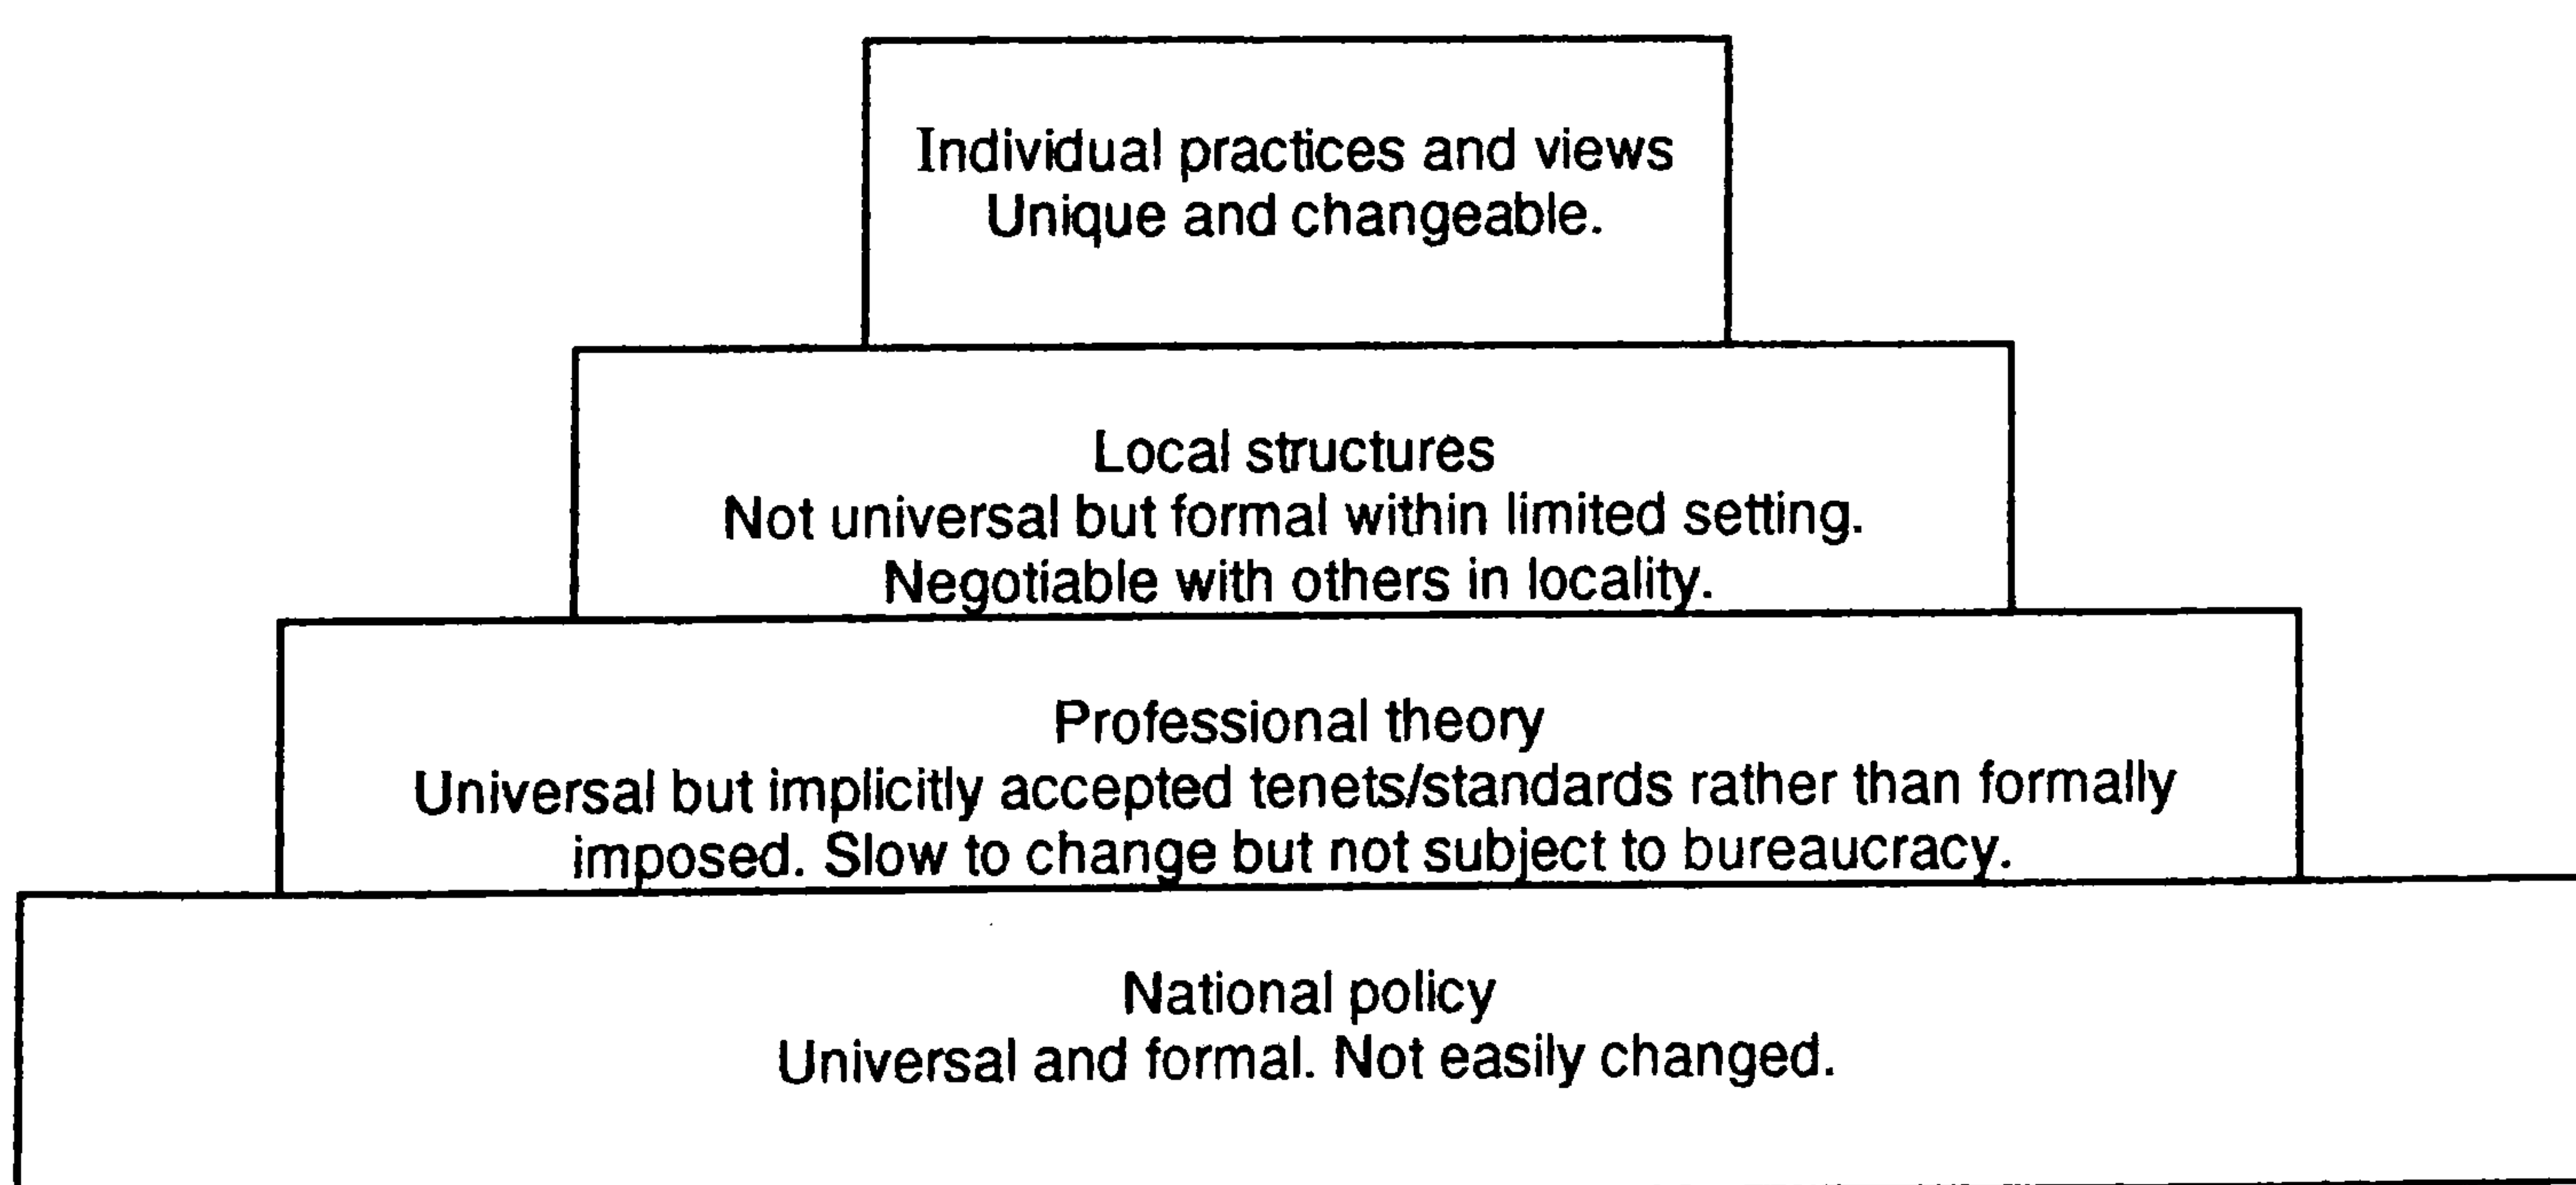 Individual practices and views
Unique and changeable.
Local structures
Not universal but formal within limited setting.
Negotiable with others in locality.
Professional theory
Universal but implicitly accepted tenets/standards rather than formally
imposed. Slow to change but not subject to bureaucracy.
National policy
Universal and formal. Not easily changed.